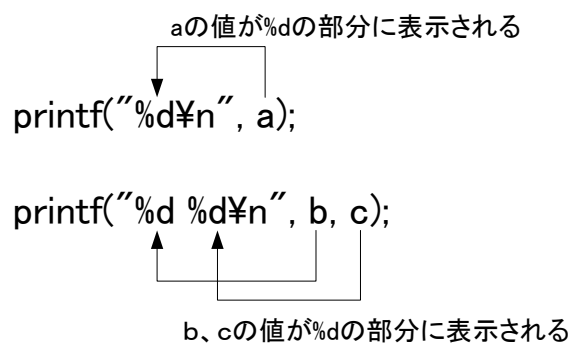 aの値が%dの部分に表示される
printf("%d¥n", a);
printf("%d %d¥n", b, c);
b、cの値が%dの部分に表示される